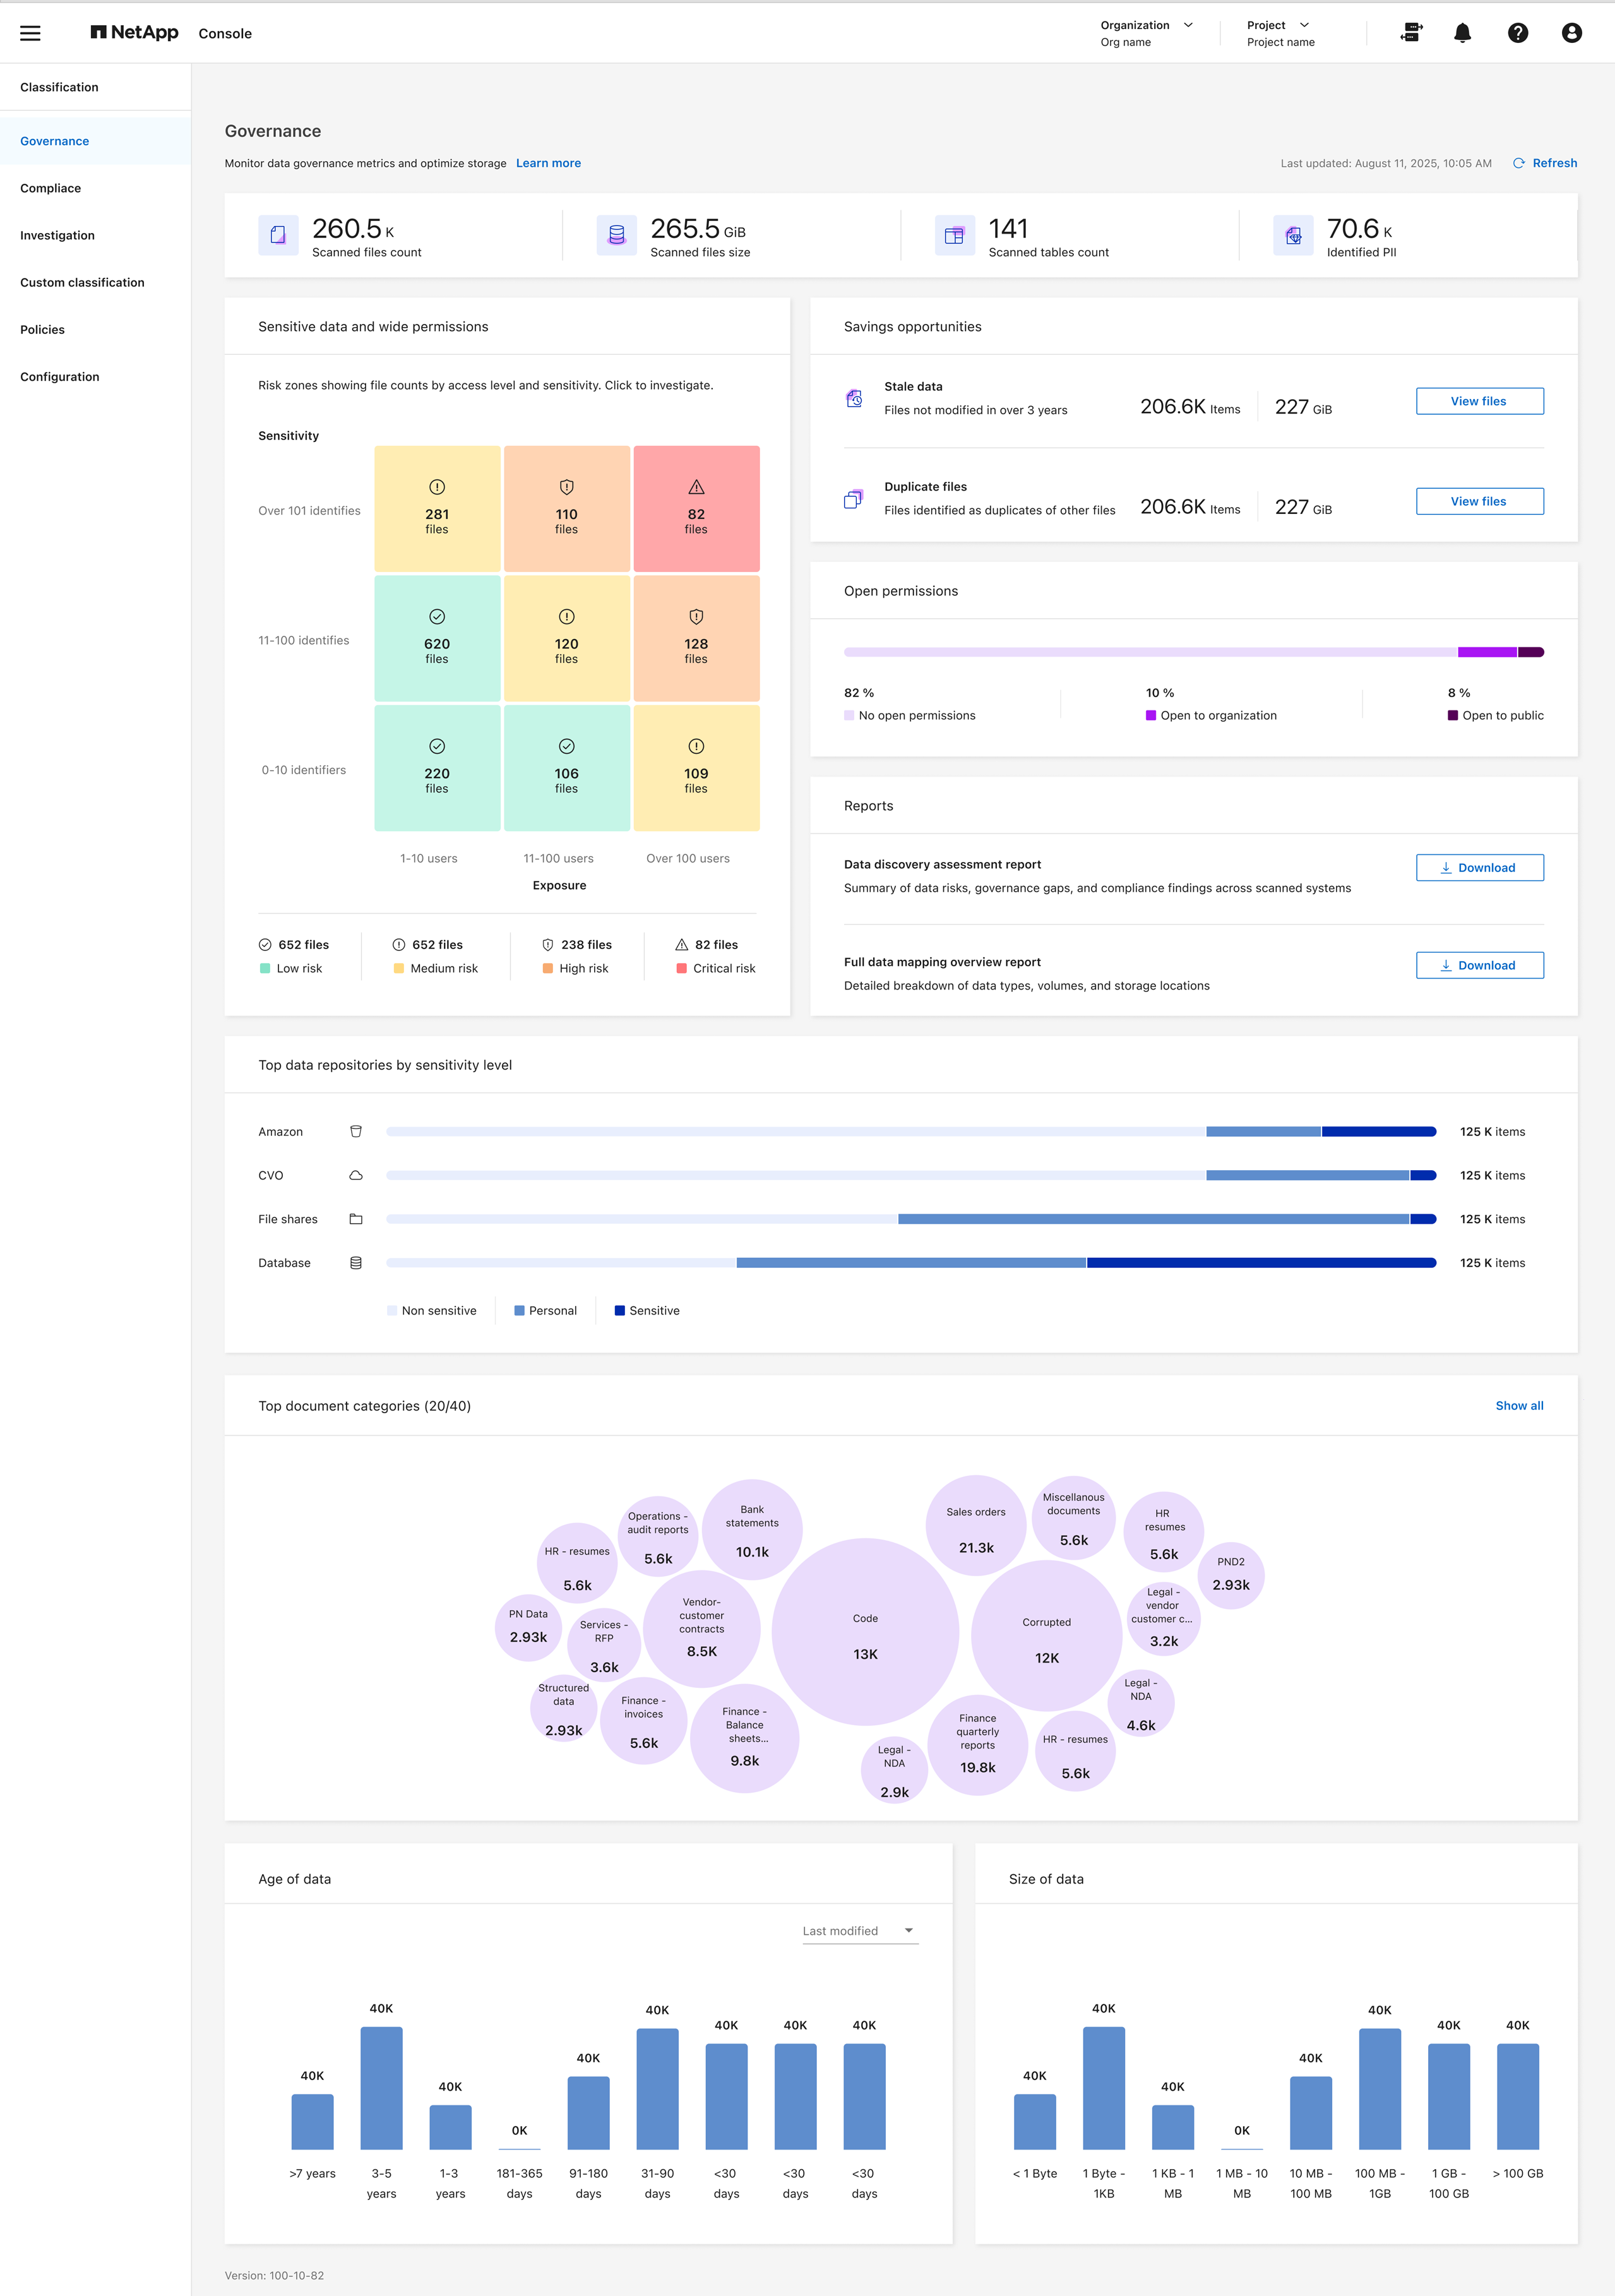 NetApp Console
Organization
Org name
Project
Project name
Classification
Governance
Compliace
Investigation
Custom classification
Policies
Configuration
Governance
Monitor data governance metrics and optimize storage Learn more
Last updated: August 11, 2025, 10:05 AM Refresh
260.5 K
Scanned files count
265.5 GiB
Scanned files size
141
Scanned tables count
70.6 K
Identified PII
Sensitive data and wide permissions
Risk zones showing file counts by access level and sensitivity. Click to investigate.
Sensitivity
Over 101 identifies
281
files
110
files
82
files
11-100 identifies
620
files
120
files
128
files
0-10 identifiers
220
files
106
files
109
files
1-10 users
11-100 users
Over 100 users
Exposure
652 files
Low risk
652 files
Medium risk
238 files
High risk
82 files
Critical risk
Savings opportunities
Stale data
Files not modified in over 3 years
206.6K Items
227 GiB
View files
Duplicate files
Files identified as duplicates of other files
206.6K Items
227 GiB
View files
Open permissions
82 %
No open permissions
10 %
Open to organization
8 %
Open to public
Reports
Data discovery assessment report
Summary of data risks, governance gaps, and compliance findings across scanned systems
Download
Full data mapping overview report
Detailed breakdown of data types, volumes, and storage locations
Download
Top data repositories by sensitivity level
Amazon
125 K items
CVO
125 K items
File shares
125 K items
Database
125 K items
Non sensitive
Personal
Sensitive
Top document categories (20/40)
Show all
HR - resumes
5.6k
Operations -
audit reports
5.6k
Bank
statements
10.1k
Sales orders
21.3k
Miscellanous
documents
5.6k
HR
resumes
5.6k
PND2
2.93k
PN Data
2.93k
Services -
RFP
3.6k
Vendor-
customer
contracts
8.5K
Code
13K
Corrupted
12K
Legal -
vendor
customer c...
3.2k
Structured
data
2.93k
Finance -
invoices
5.6k
Finance -
Balance
sheets...
9.8k
Legal -
NDA
2.9k
Finance
quarterly
reports
19.8k
HR - resumes
5.6k
Legal -
NDA
4.6k
Age of data
Last modified
40K
40K
40K
0K
40K
40K
40K
40K
40K
>7 years
3-5
years
1-3
years
181-365
days
91-180
days
31-90
days
<30
days
<30
days
<30
days
Size of data
40K
40K
40K
0K
40K
40K
40K
40K
< 1 Byte
1 Byte -
1KB
1 KB - 1
MB
1 MB - 10
MB
10 MB -
100 MB
100 MB -
1GB
1 GB -
100 GB
> 100 GB
Version: 100-10-82